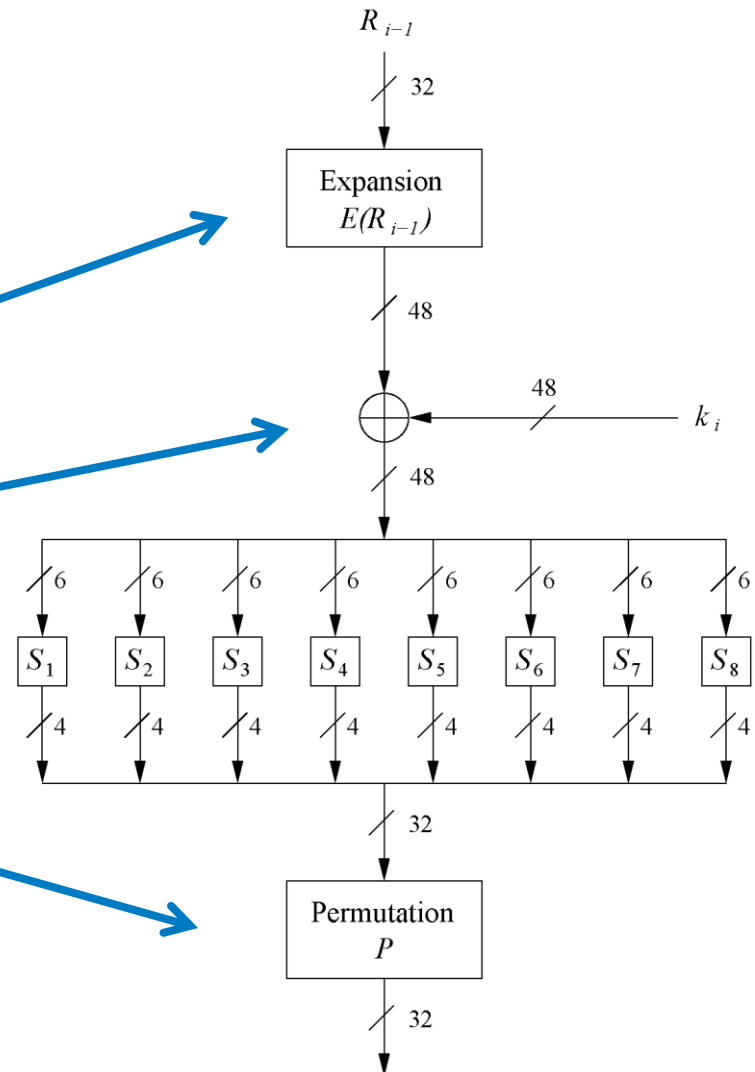 R i−1
32
Expansion
E(R i−1)
48
48
k i
48
6 6 6 6 6 6 6 6
S1 S2 S3 S4 S5 S6 S7 S8
4 4 4 4 4 4 4 4
32
Permutation
P
32